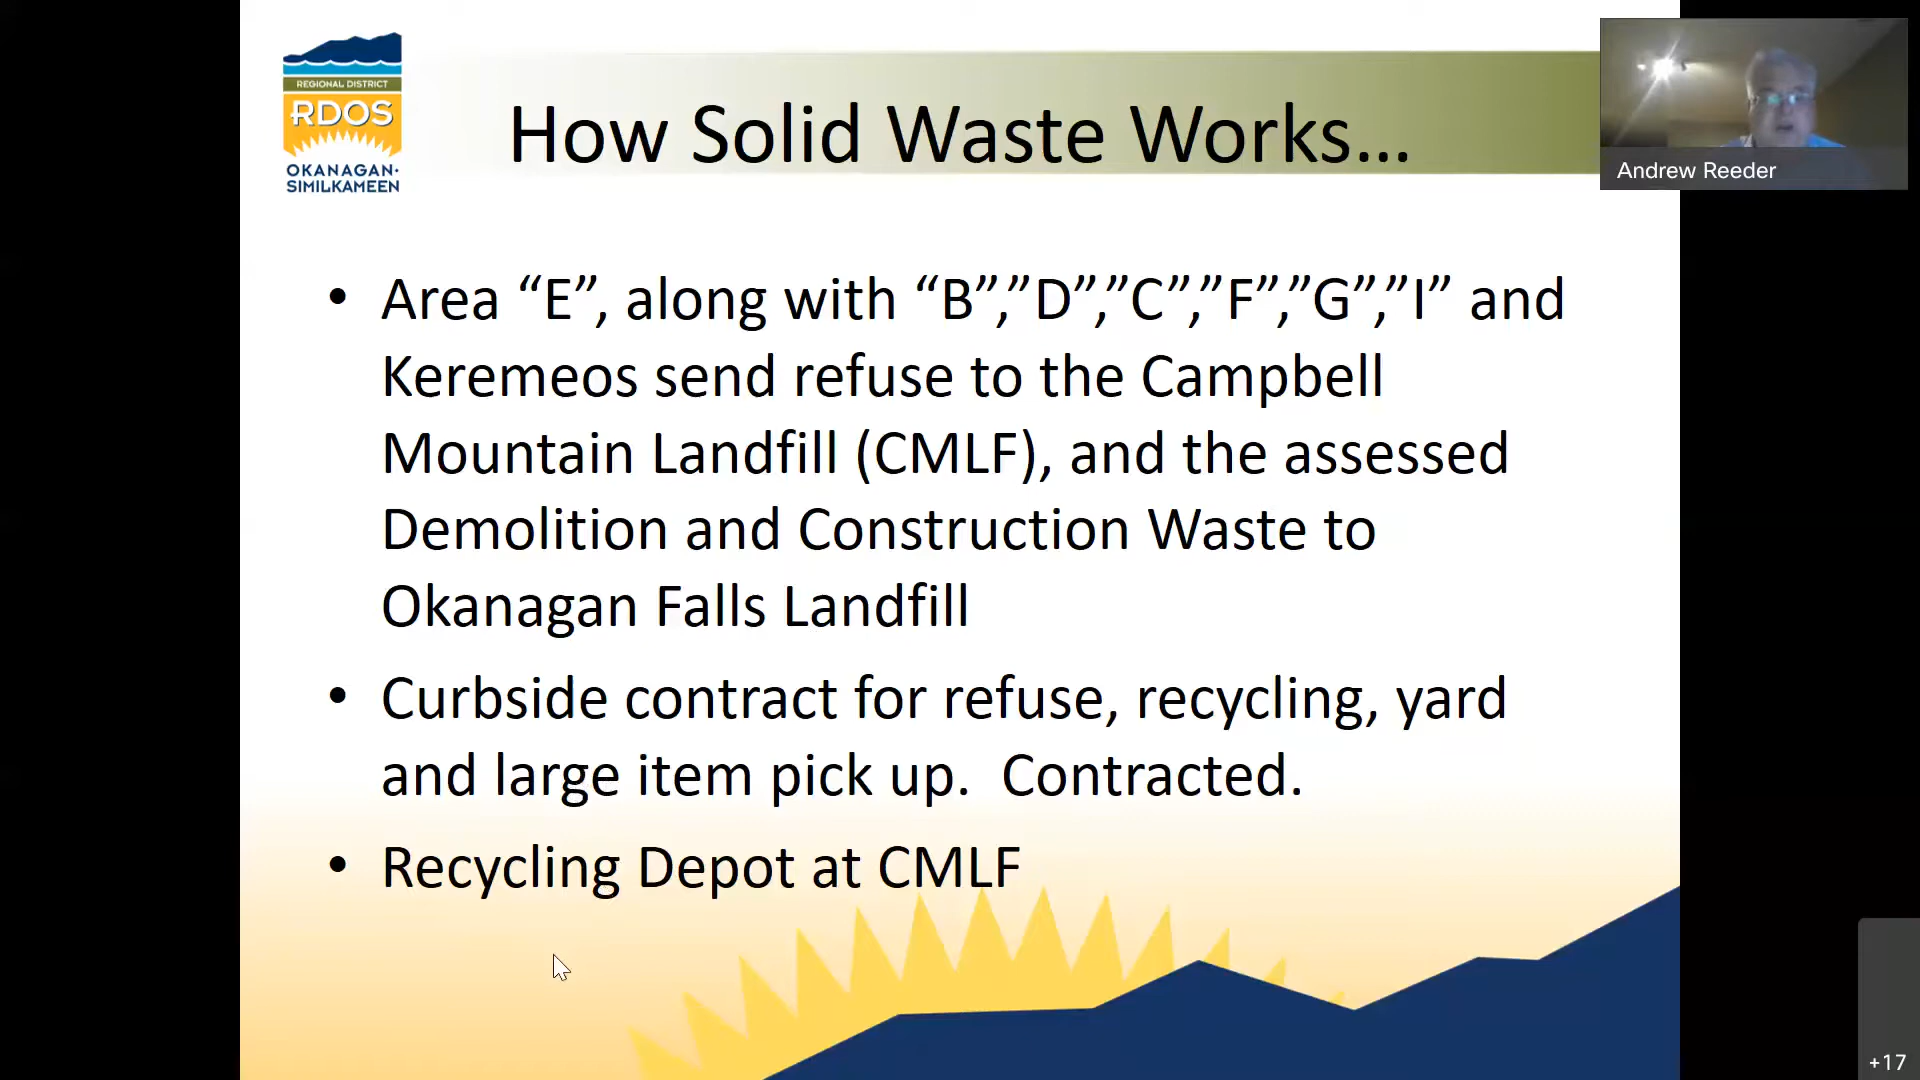 REGIONAL DISTRICT
RDOS
OKANAGAN·
SIMILKAMEEN
How Solid Waste Works...
Andrew Reeder
• Area “E”, along with “B”,”D”,”C”,”F”,”G”,”I” and
Keremeos send refuse to the Campbell
Mountain Landfill (CMLF), and the assessed
Demolition and Construction Waste to
Okanagan Falls Landfill
• Curbside contract for refuse, recycling, yard
and large item pick up.  Contracted.
• Recycling Depot at CMLF
+17